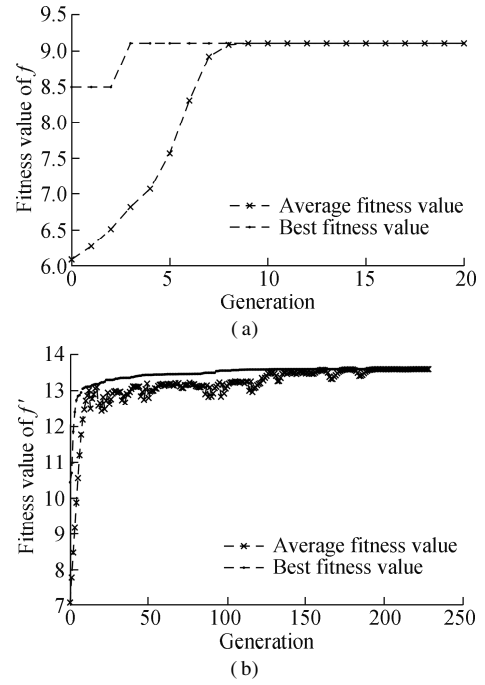 Fitness value of f
9.5
9.0
8.5
8.0
7.5
7.0
6.5
6.0
Average fitness value
Best fitness value
0 5 10 15 20
Generation
(a)
Fitness value of f'
14
13
12
11
10
9
8
7
Average fitness value
Best fitness value
0 50 100 150 200 250
Generation
(b)